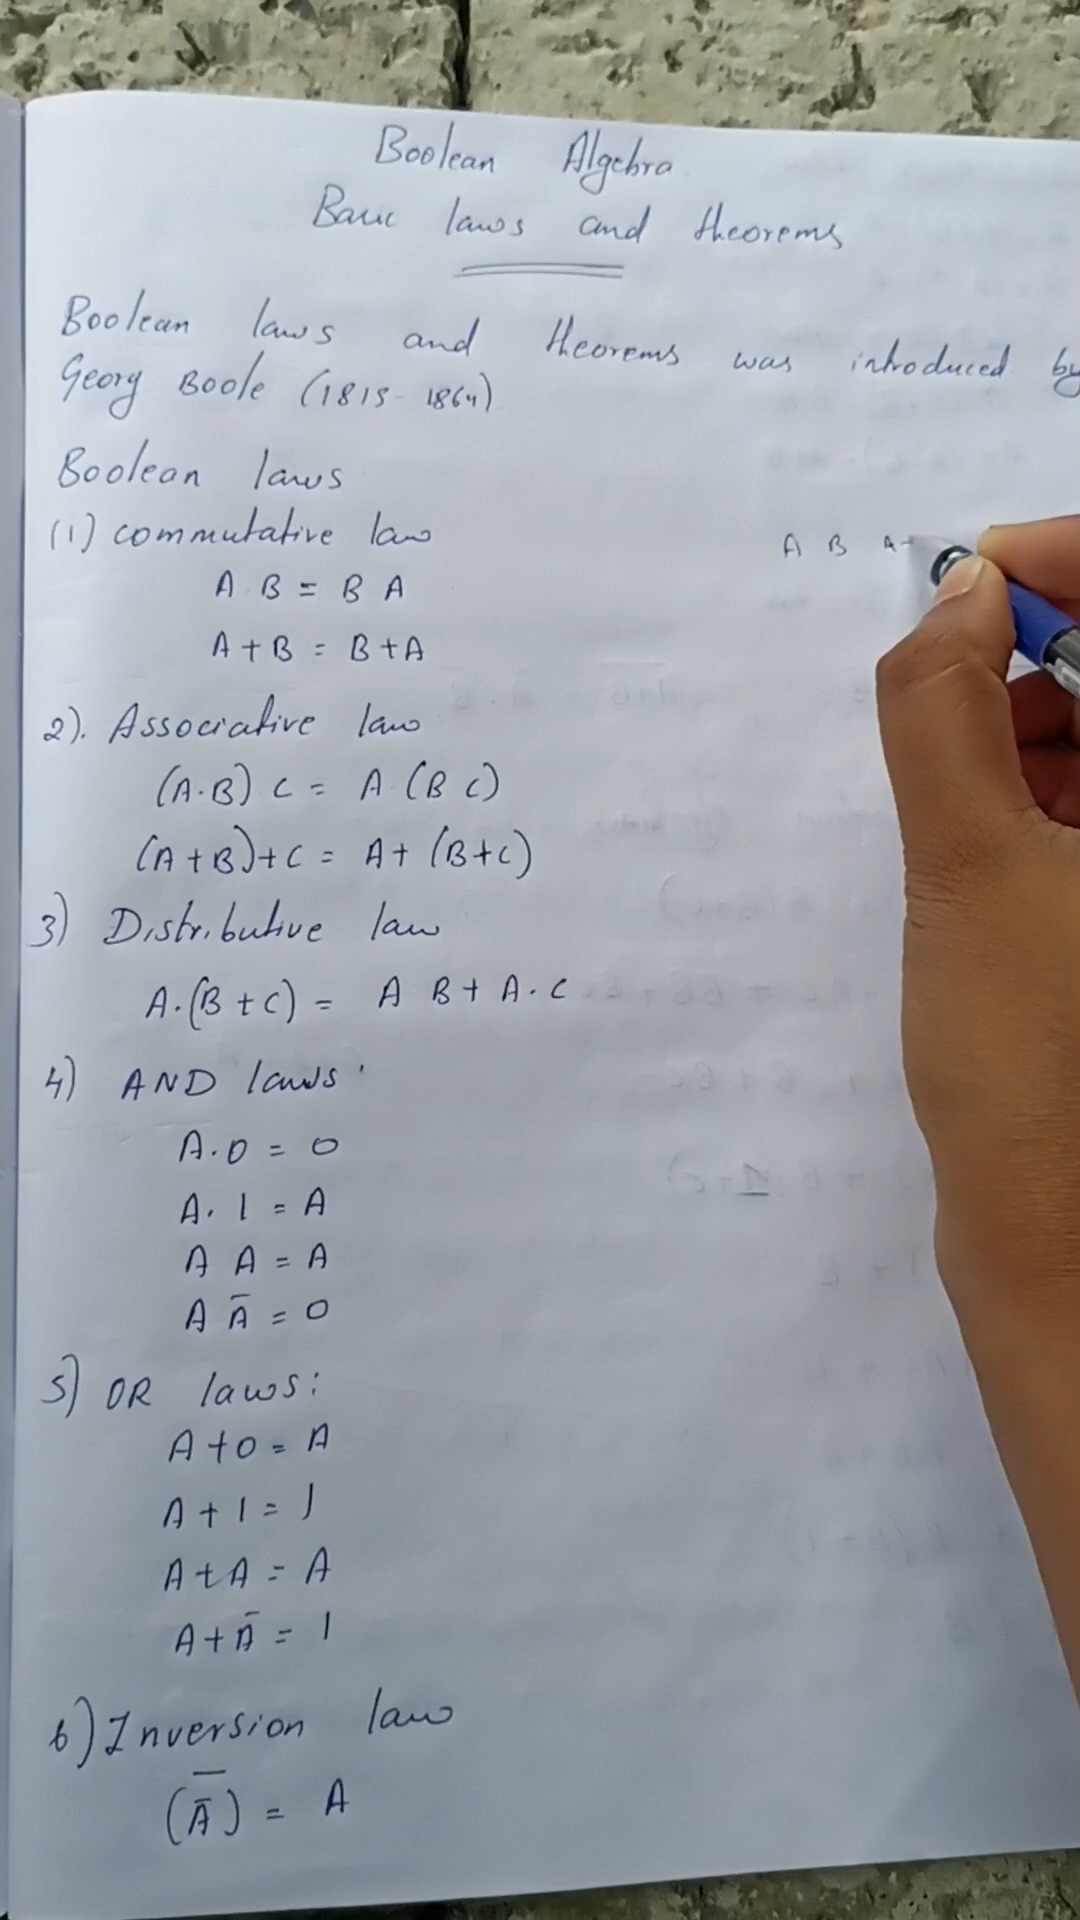 Boolean Algebra
Basic laws and theorems
Boolean laws and theorems was introduced by
Georg Boole (1815-1864)
Boolean laws
(1) commutative law
A B A+
A.B = B A
A+B = B+A
2). Associative law
(A.B) C = A (B C)
(A+B)+C = A+ (B+C)
3) Distributive law
A.(B+C) = A B + A.C
4) AND laws:
A.0 = 0
A.1 = A
A A = A
A Ā = 0
5) OR laws:
A+0 = A
A+1 = 1
A+A = A
A+Ā = 1
6) Inversion law
(Ā̄) = A